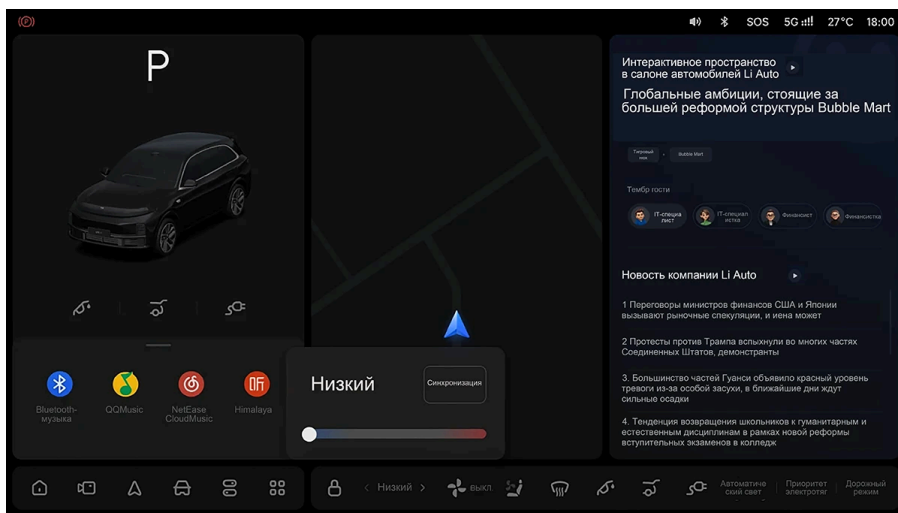 (P)
SOS 5G 27°C 18:00
P
Интерактивное пространство
в салоне автомобилей Li Auto
Глобальные амбиции, стоящие за
большей реформой структуры Bubble Mart
Bubble Mart
Тембр гости
IT-специа
лист
IT-специал
истка
Финансист
Финансистка
Новость компании Li Auto
1 Переговоры министров финансов США и Японии
вызывают рыночные спекуляции, и иена может
2 Протесты против Трампа вспыхнули во многих частях
Соединенных Штатов, демонстранты
3. Большинство частей Гуанси объявило красный уровень
тревоги из-за особой засухи, в ближайшие дни ждут
сильные осадки
4. Тенденция возвращения школьников к гуманитарным и
естественным дисциплинам в рамках новой реформы
вступительных экзаменов в колледж
Bluetooth-
музыка
QQMusic
NetEase
CloudMusic
Himalaya
Низкий
Синхронизация
< Низкий >
выкл.
Автоматиче
ский свет
Приоритет
электротяг
Дорожный
режим